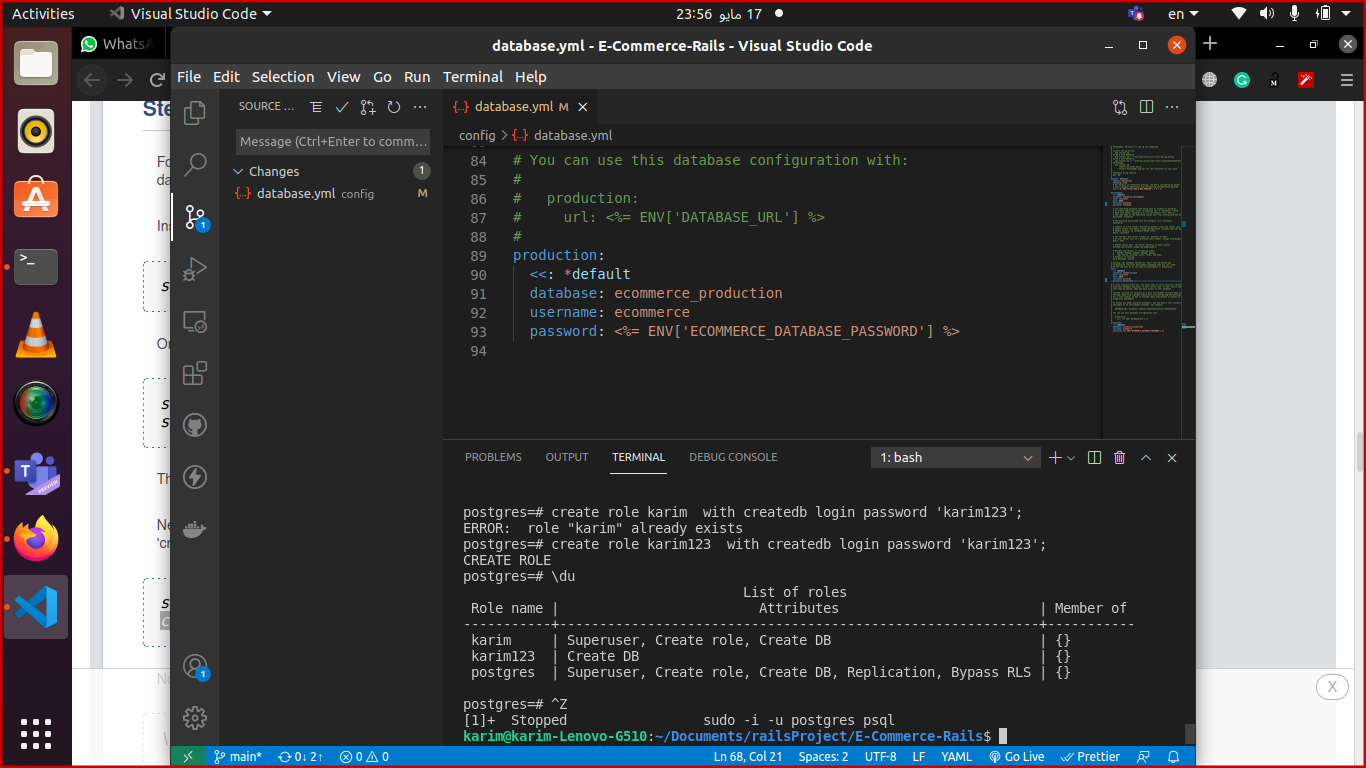 Activities
Visual Studio Code
23:56 17 مايو
en
WhatsA
database.yml - E-Commerce-Rails - Visual Studio Code
File Edit Selection View Go Run Terminal Help
SOURCE ...
Message (Ctrl+Enter to comm...
Changes 1
database.yml config M
1
1
database.yml M
config > database.yml
84 # You can use this database configuration with:
85 #
86 #   production:
87 #     url: <%= ENV['DATABASE_URL'] %>
88 #
89 production:
90   <<: *default
91   database: ecommerce_production
92   username: ecommerce
93   password: <%= ENV['ECOMMERCE_DATABASE_PASSWORD'] %>
94
PROBLEMS OUTPUT TERMINAL DEBUG CONSOLE 1: bash
postgres=# create role karim  with createdb login password 'karim123';
ERROR:  role "karim" already exists
postgres=# create role karim123  with createdb login password 'karim123';
CREATE ROLE
postgres=# \du
List of roles
Role name | Attributes | Member of
-----------+------------------------------------------------------------+-----------
karim | Superuser, Create role, Create DB | {}
karim123 | Create DB | {}
postgres | Superuser, Create role, Create DB, Replication, Bypass RLS | {}
postgres=# ^Z
[1]+  Stopped                 sudo -i -u postgres psql
karim@karim-Lenovo-G510:~/Documents/railsProject/E-Commerce-Rails$
main* 0↓ 2↑ 0 0 Ln 68, Col 21 Spaces: 2 UTF-8 LF YAML Go Live Prettier
X